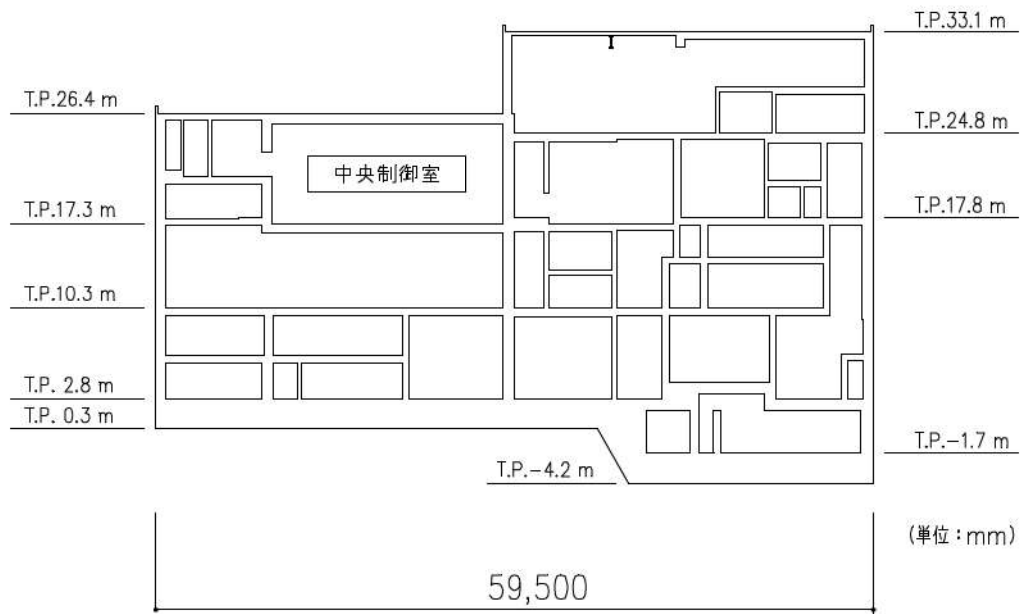 T.P.33.1 m
T.P.26.4 m
T.P.24.8 m
中央制御室
T.P.17.3 m
T.P.17.8 m
T.P.10.3 m
T.P. 2.8 m
T.P. 0.3 m
T.P.-1.7 m
T.P.-4.2 m
(単位：mm)
59,500